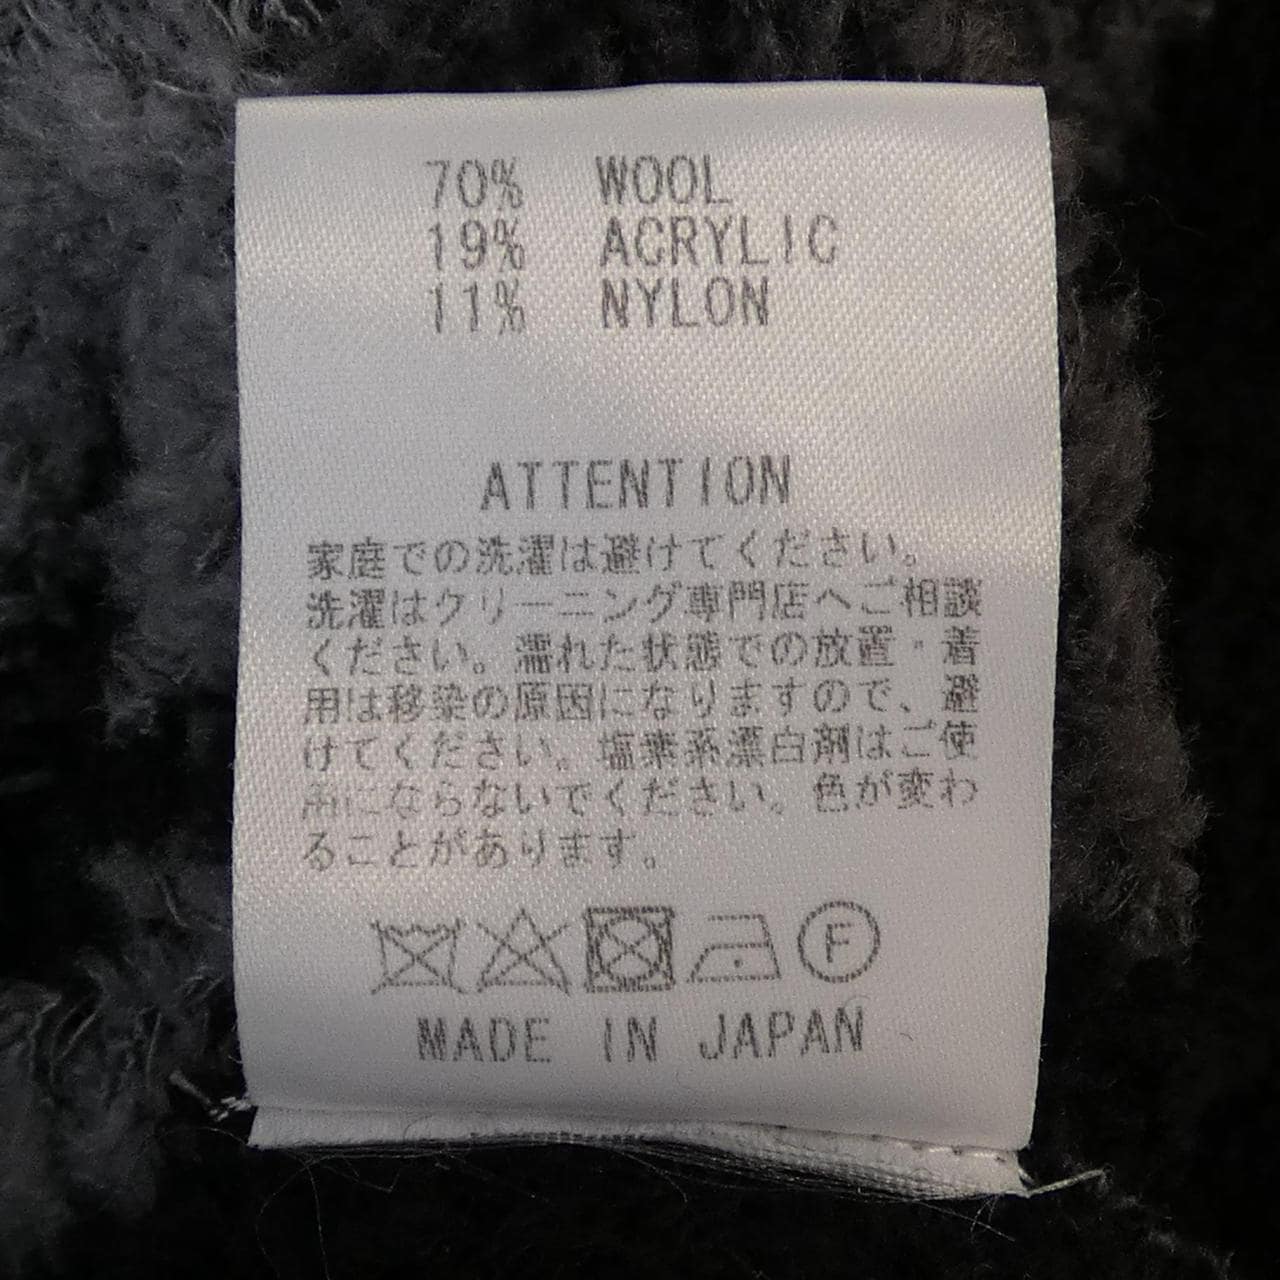 70% WOOL
19% ACRYLIC
11% NYLON
ATTENTION
家庭での洗濯は避けてください。
洗濯はクリーニング専門店へご相談
ください。濡れた状態での放置・着
用は移染の原因になりますので、避
けてください。塩素系漂白剤はご使
用にならないでください。色が変わ
ることがあります。
F
MADE IN JAPAN